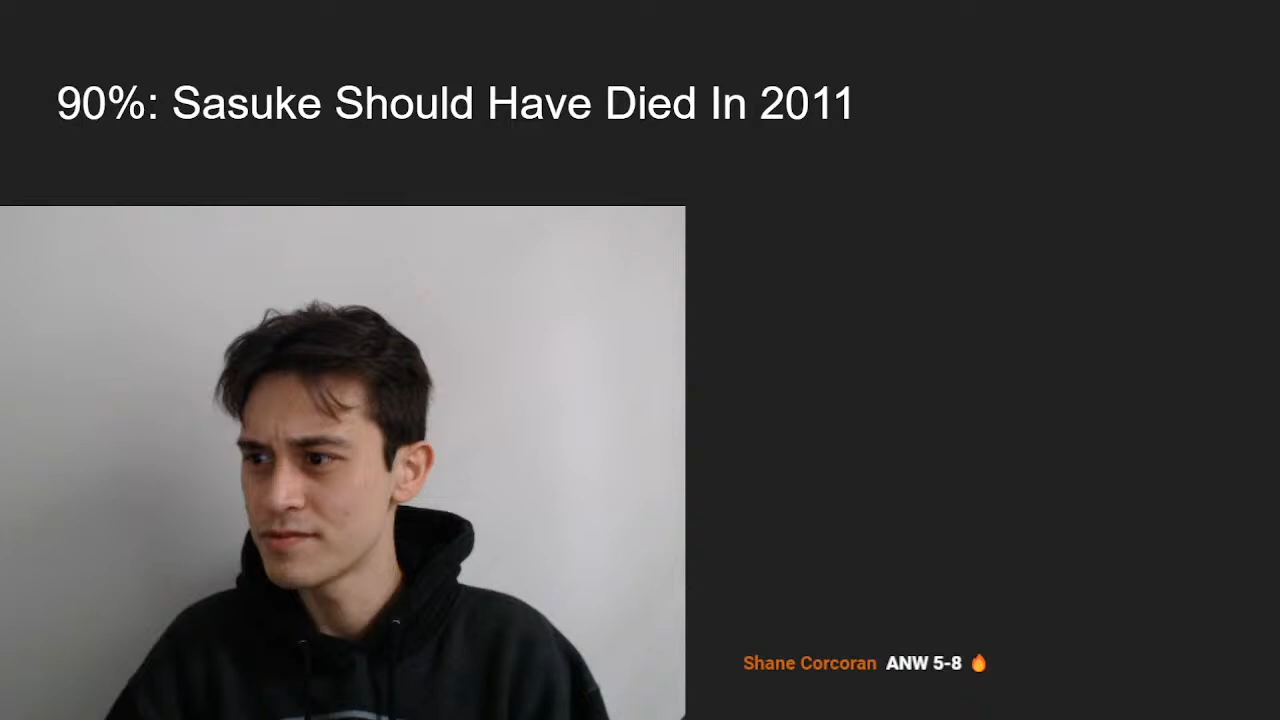 90%: Sasuke Should Have Died In 2011
Shane Corcoran ANW 5-8 🔥